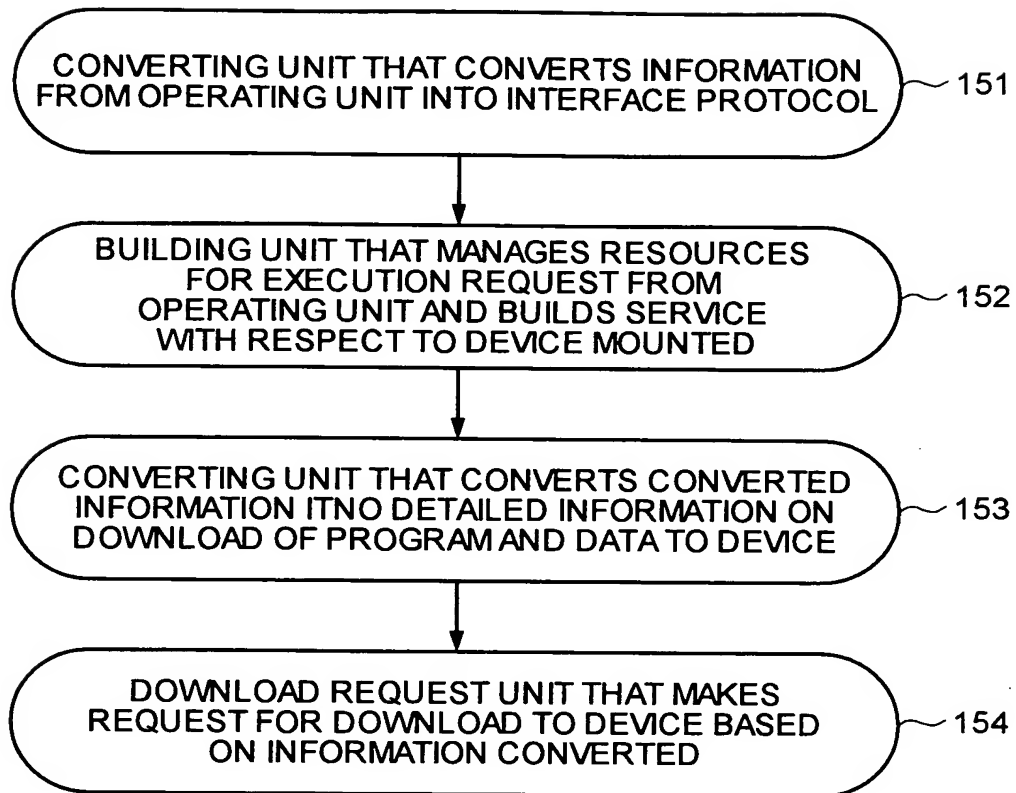 CONVERTING UNIT THAT CONVERTS INFORMATION
FROM OPERATING UNIT INTO INTERFACE PROTOCOL
151
BUILDING UNIT THAT MANAGES RESOURCES
FOR EXECUTION REQUEST FROM
OPERATING UNIT AND BUILDS SERVICE
WITH RESPECT TO DEVICE MOUNTED
152
CONVERTING UNIT THAT CONVERTS CONVERTED
INFORMATION ITNO DETAILED INFORMATION ON
DOWNLOAD OF PROGRAM AND DATA TO DEVICE
153
DOWNLOAD REQUEST UNIT THAT MAKES
REQUEST FOR DOWNLOAD TO DEVICE BASED
ON INFORMATION CONVERTED
154